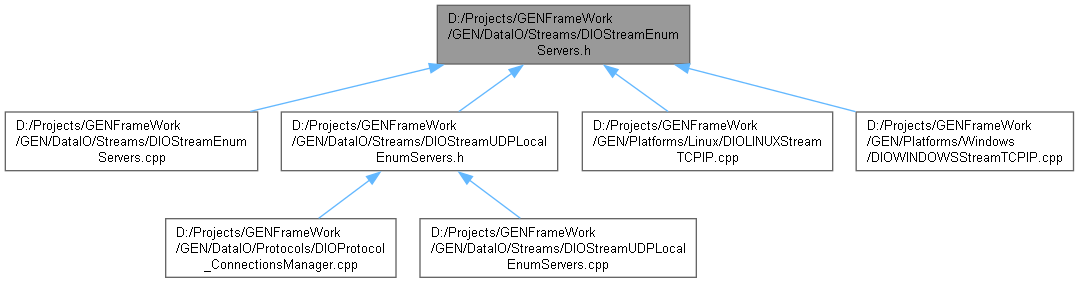 D:/Projects/GENFrameWork
/GEN/DataIO/Streams/DIOStreamEnum
Servers.h
D:/Projects/GENFrameWork
/GEN/DataIO/Streams/DIOStreamEnum
Servers.cpp
D:/Projects/GENFrameWork
/GEN/DataIO/Streams/DIOStreamUDPLocal
EnumServers.h
D:/Projects/GENFrameWork
/GEN/Platforms/Linux/DIOLINUXStream
TCPIP.cpp
D:/Projects/GENFrameWork
/GEN/Platforms/Windows
/DIOWINDOWSStreamTCPIP.cpp
D:/Projects/GENFrameWork
/GEN/DataIO/Protocols/DIOProtocol
_ConnectionsManager.cpp
D:/Projects/GENFrameWork
/GEN/DataIO/Streams/DIOStreamUDPLocal
EnumServers.cpp